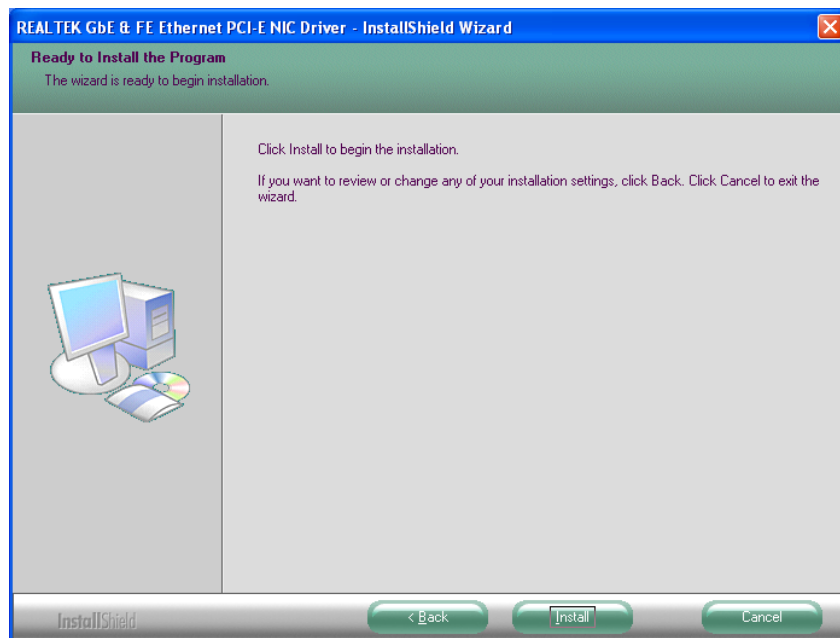 REALTEK GbE & FE Ethernet PCI-E NIC Driver - InstallShield Wizard
Ready to Install the Program
The wizard is ready to begin installation.
Click Install to begin the installation.
If you want to review or change any of your installation settings, click Back. Click Cancel to exit the
wizard.
InstallShield
< Back
Install
Cancel